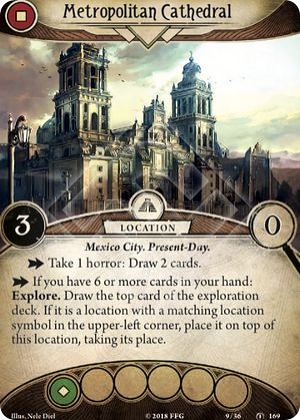 Metropolitan Cathedral
3
LOCATION
0
Mexico City. Present-Day.
Take 1 horror: Draw 2 cards.
If you have 6 or more cards in your hand:
Explore. Draw the top card of the exploration
deck. If it is a location with a matching location
symbol in the upper-left corner, place it on top
of this location, taking its place.
Illus. Nele Diel
© 2018 FFG
9/36
169